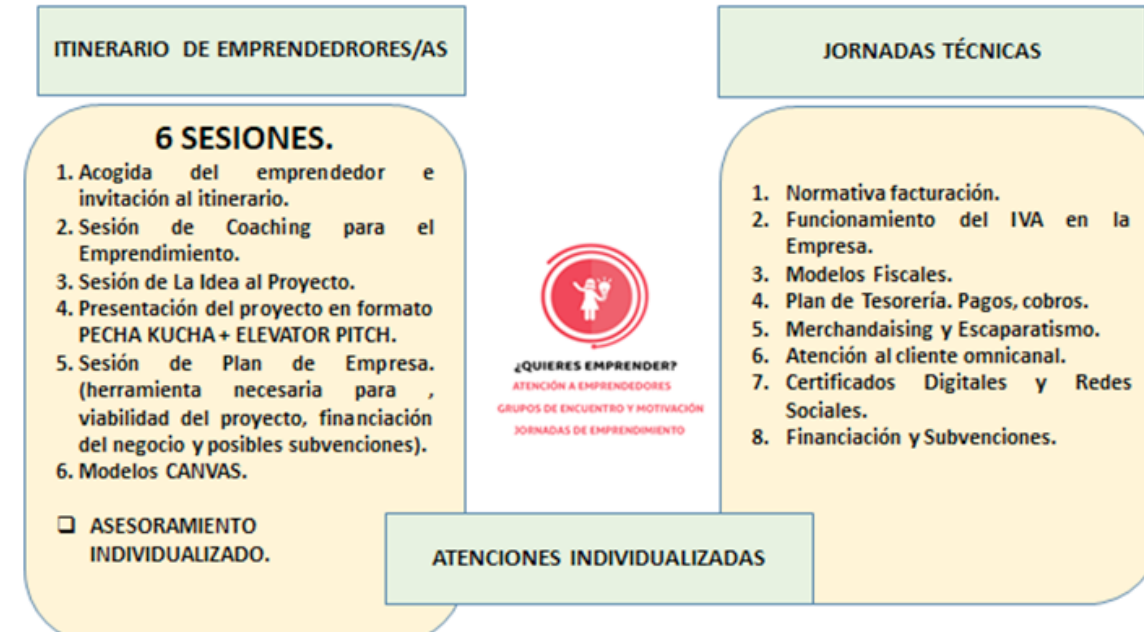 ITINERARIO DE EMPRENDEDRORES/AS
6 SESIONES.
1. Acogida del emprendedor e
invitación al itinerario.
2. Sesión de Coaching para el
Emprendimiento.
3. Sesión de La Idea al Proyecto.
4. Presentación del proyecto en formato
PECHA KUCHA + ELEVATOR PITCH.
5. Sesión de Plan de Empresa.
(herramienta necesaria para ,
viabilidad del proyecto, financiación
del negocio y posibles subvenciones).
6. Modelos CANVAS.
❑ ASESORAMIENTO
INDIVIDUALIZADO.
¿QUIERES EMPRENDER?
ATENCIÓN A EMPRENDEDORES
GRUPOS DE ENCUENTRO Y MOTIVACIÓN
JORNADAS DE EMPRENDIMIENTO
JORNADAS TÉCNICAS
1. Normativa facturación.
2. Funcionamiento del IVA en la
Empresa.
3. Modelos Fiscales.
4. Plan de Tesorería. Pagos, cobros.
5. Merchandaising y Escaparatismo.
6. Atención al cliente omnicanal.
7. Certificados Digitales y Redes
Sociales.
8. Financiación y Subvenciones.
ATENCIONES INDIVIDUALIZADAS